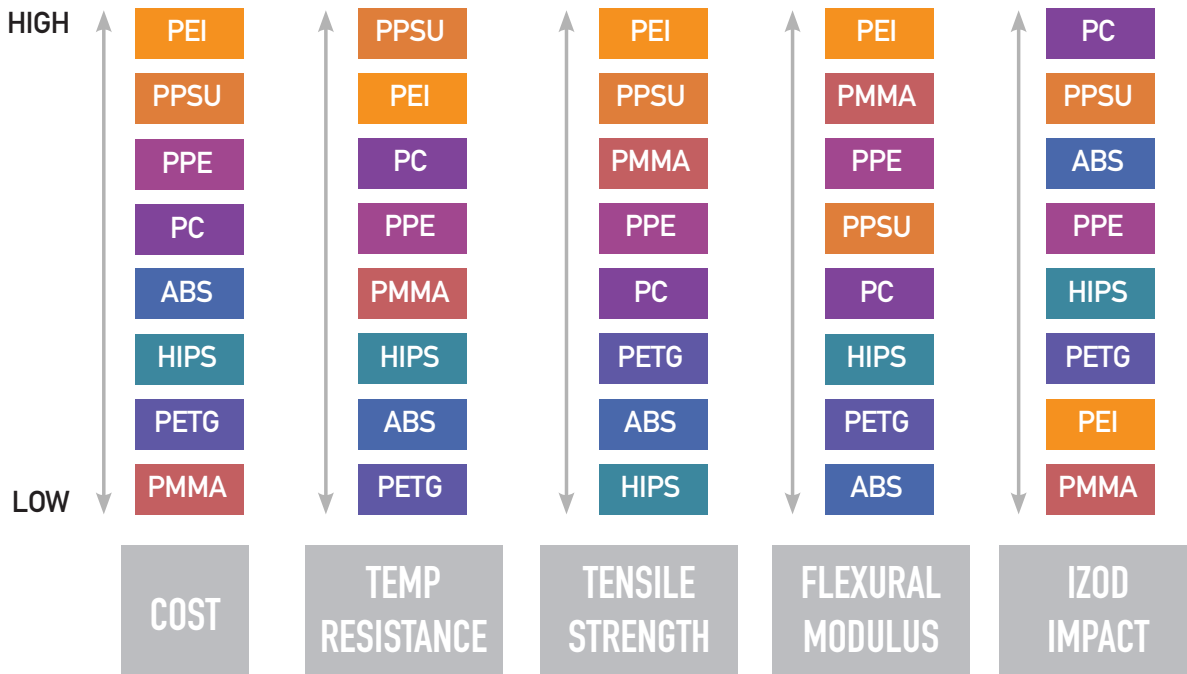 HIGH
LOW
PEI
PPSU
PPE
PC
ABS
HIPS
PETG
PMMA
COST
PPSU
PEI
PC
PPE
PMMA
HIPS
ABS
PETG
TEMP
RESISTANCE
PEI
PPSU
PMMA
PPE
PC
PETG
ABS
HIPS
TENSILE
STRENGTH
PEI
PMMA
PPE
PPSU
PC
HIPS
PETG
ABS
FLEXURAL
MODULUS
PC
PPSU
ABS
PPE
HIPS
PETG
PEI
PMMA
IZOD
IMPACT